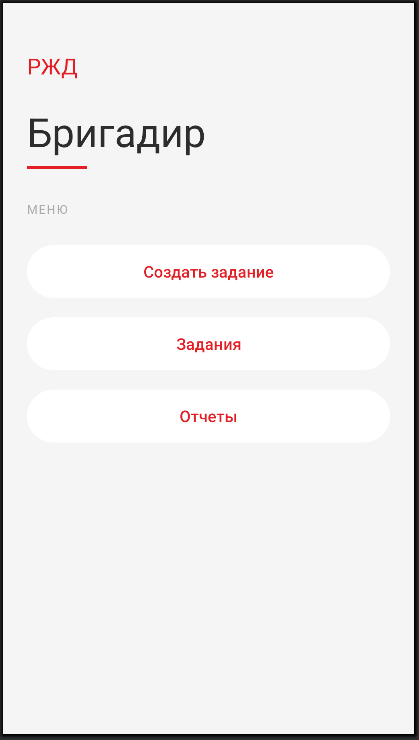 РЖД
Бригадир
МЕНЮ
Создать задание
Задания
Отчеты